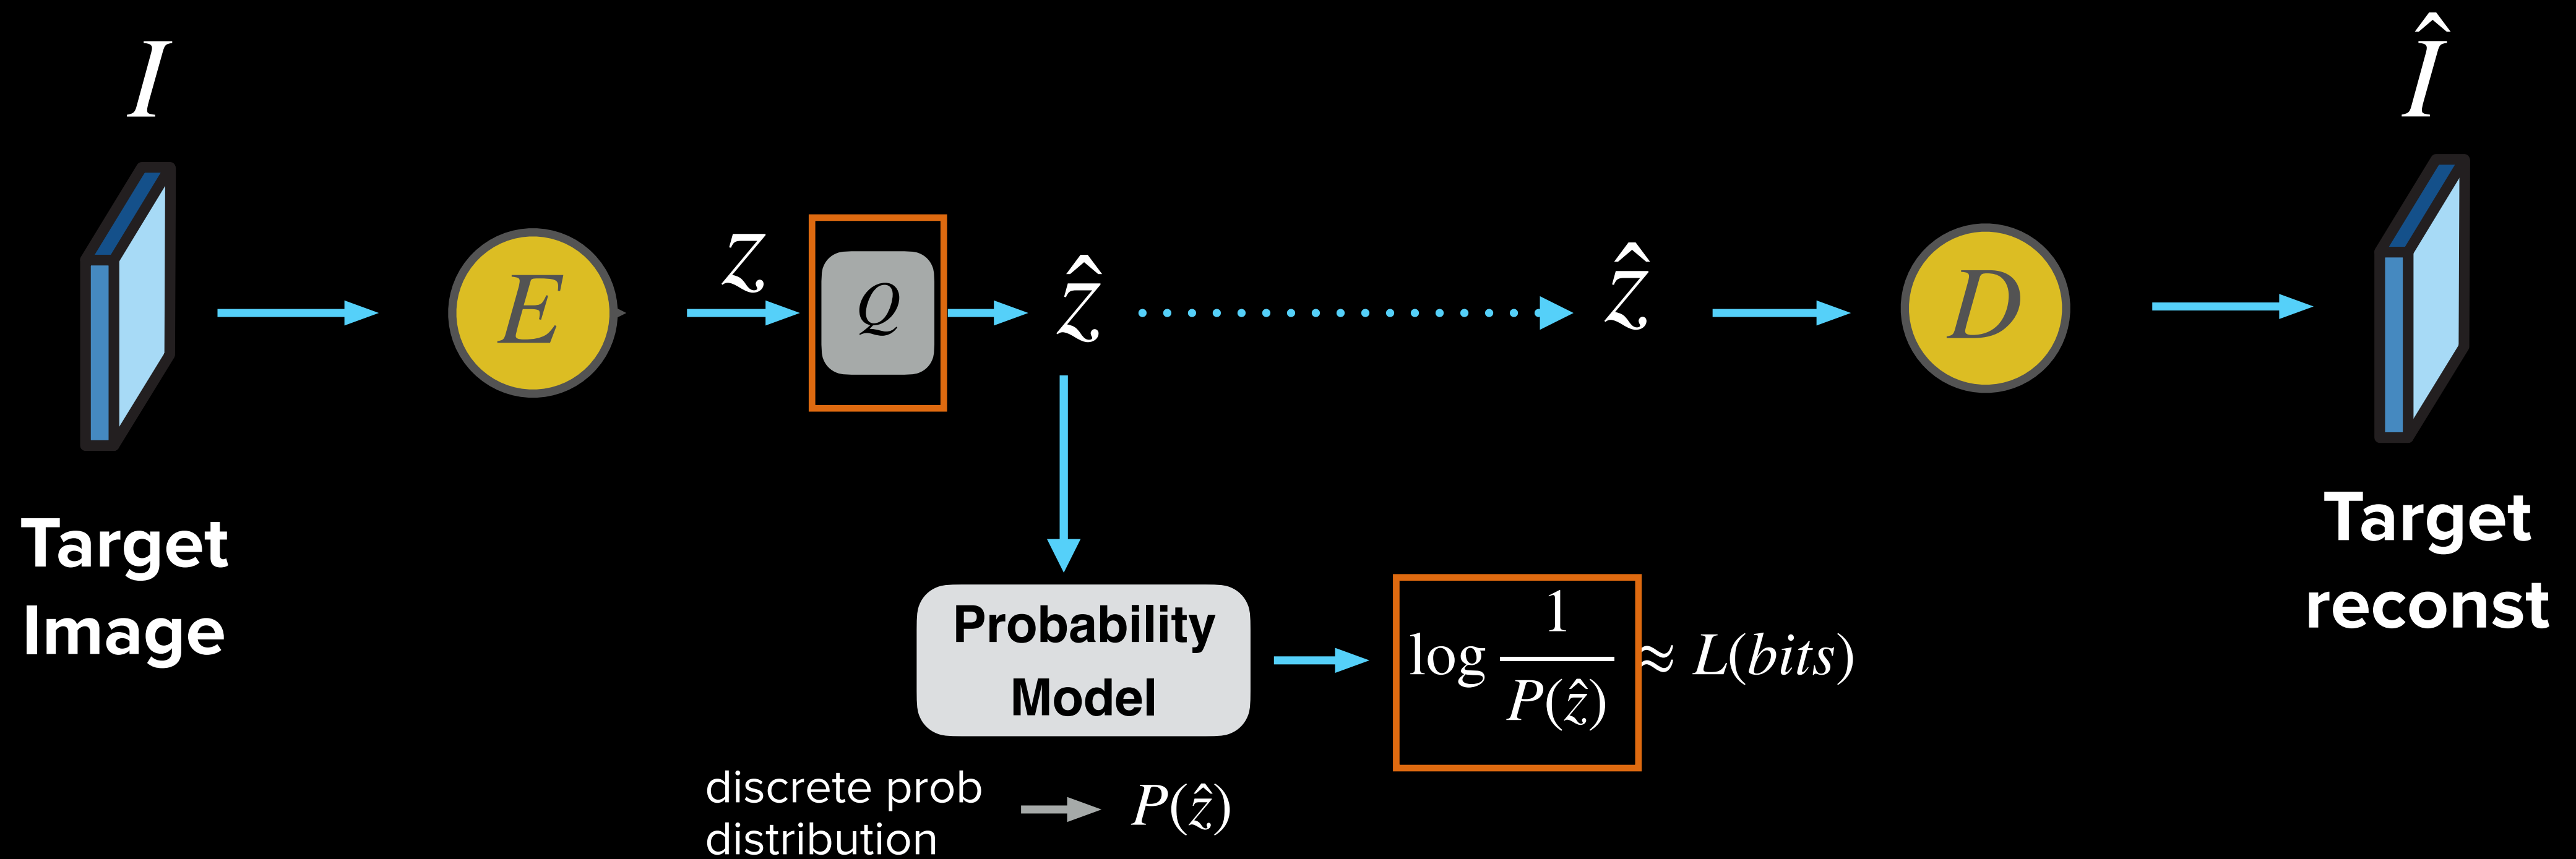 I
Î
E
z
Q
ẑ
ẑ
D
Target
Image
Target
reconst
Probability
Model
log 1/P(ẑ) ≈ L(bits)
discrete prob
distribution
P(ẑ)